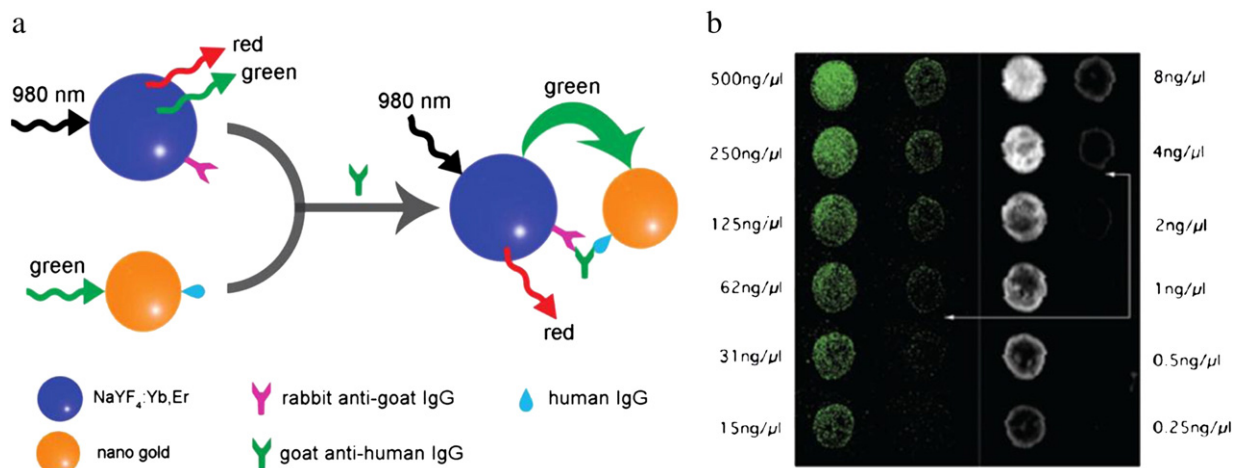 a
red
green
980 nm
green
red
980 nm
green
NaYF4:Yb,Er
nano gold
rabbit anti-goat IgG
goat anti-human IgG
human IgG
b
500ng/µl
250ng/µl
125ng/µl
62ng/µl
31ng/µl
15ng/µl
8ng/µl
4ng/µl
2ng/µl
1ng/µl
0.5ng/µl
0.25ng/µl